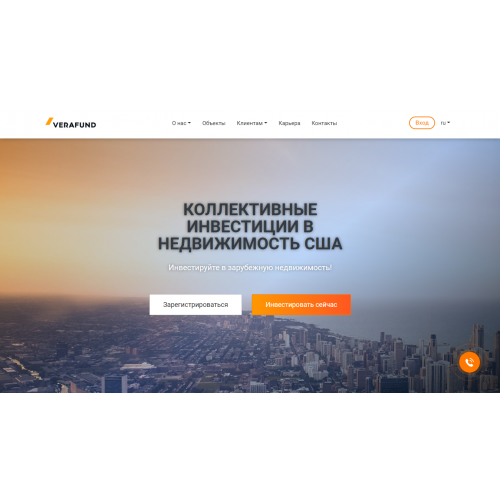 VERAFUND
О нас
Объекты
Клиентам
Карьера
Контакты
Вход
ru
КОЛЛЕКТИВНЫЕ
ИНВЕСТИЦИИ В
НЕДВИЖИМОСТЬ США
Инвестируйте в зарубежную недвижимость!
Зарегистрироваться
Инвестировать сейчас